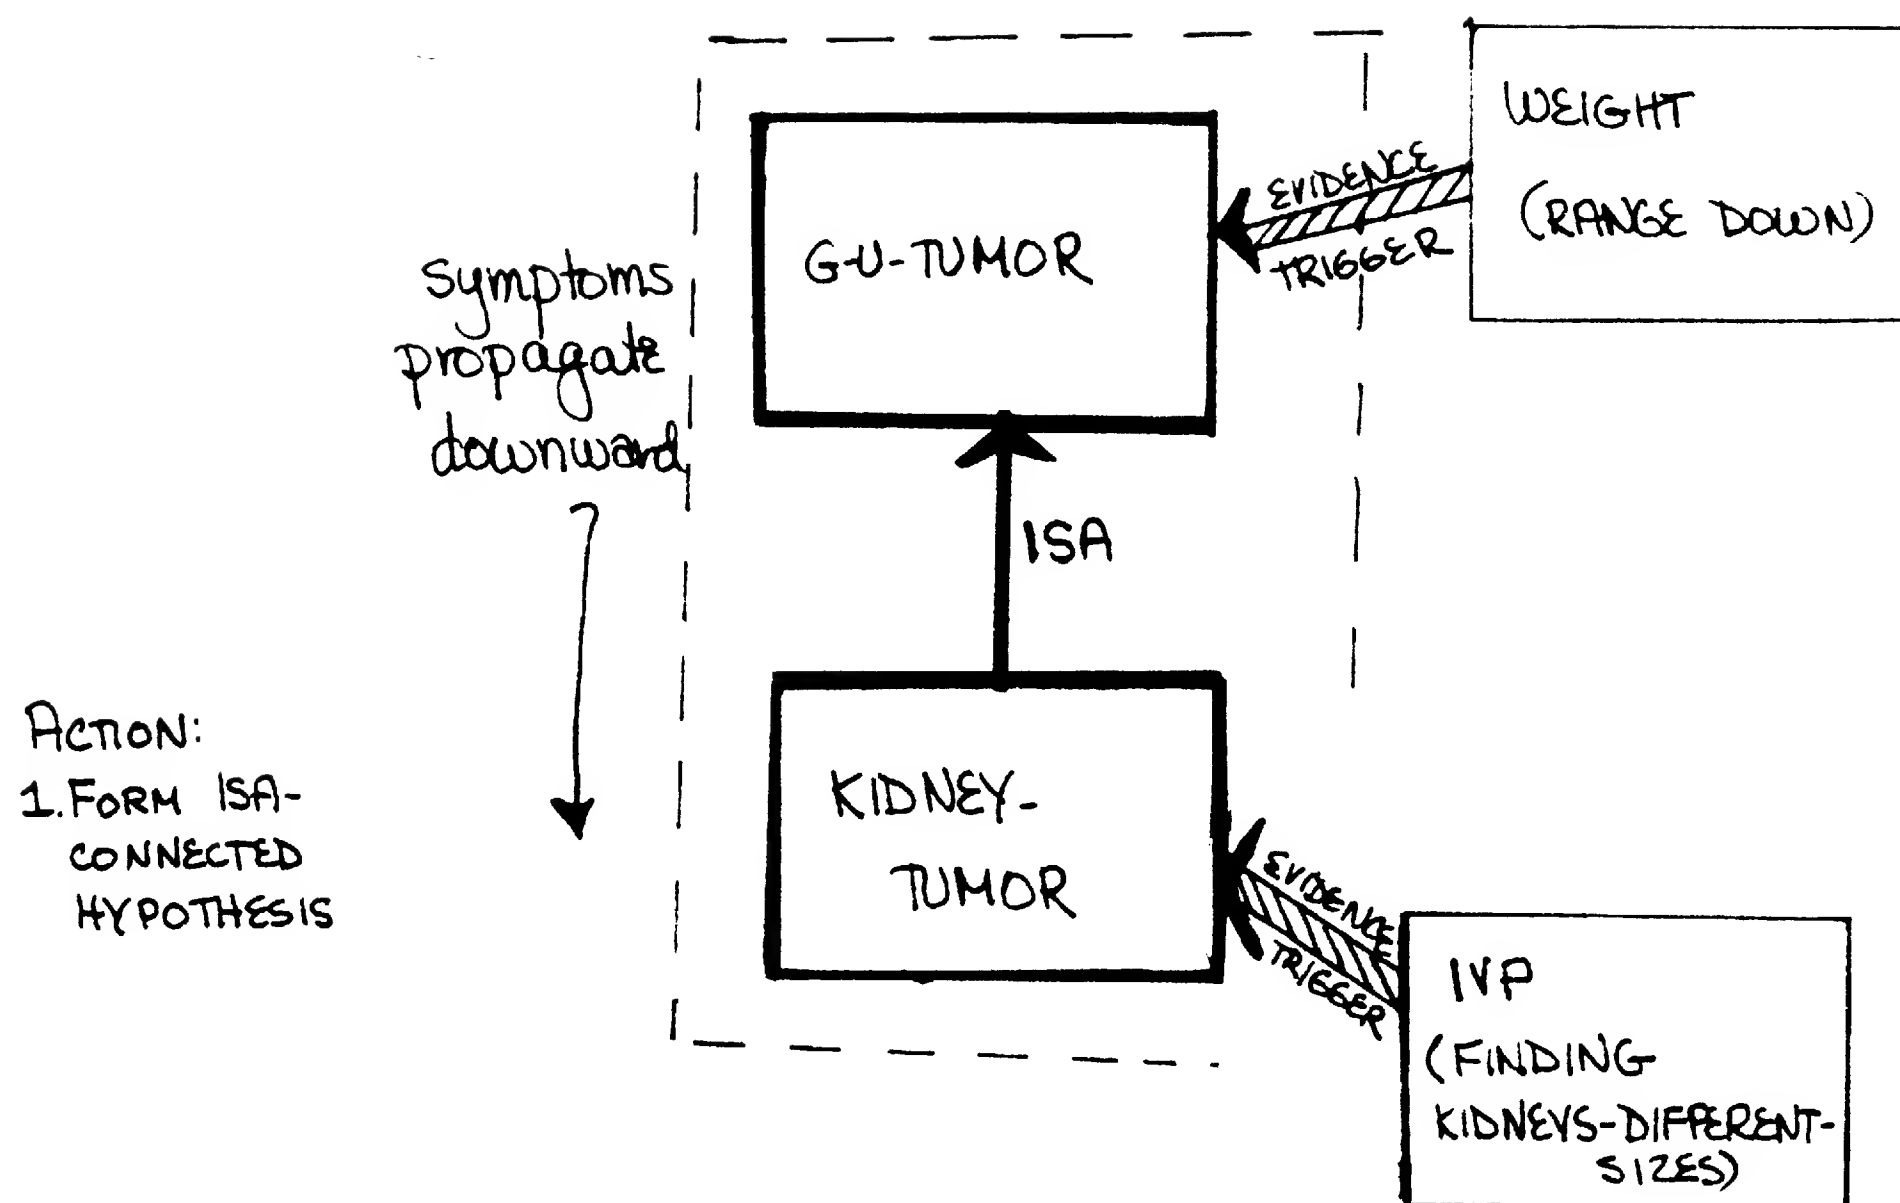 WEIGHT
(RANGE DOWN)
EVIDENCE
TRIGGER
G-U-TUMOR
Symptoms
propagate
downward
ISA
ACTION:
1. FORM ISA-
CONNECTED
HYPOTHESIS
KIDNEY-
TUMOR
EVIDENCE
TRIGGER
IVP
(FINDING
KIDNEYS-DIFFERENT-
SIZES)